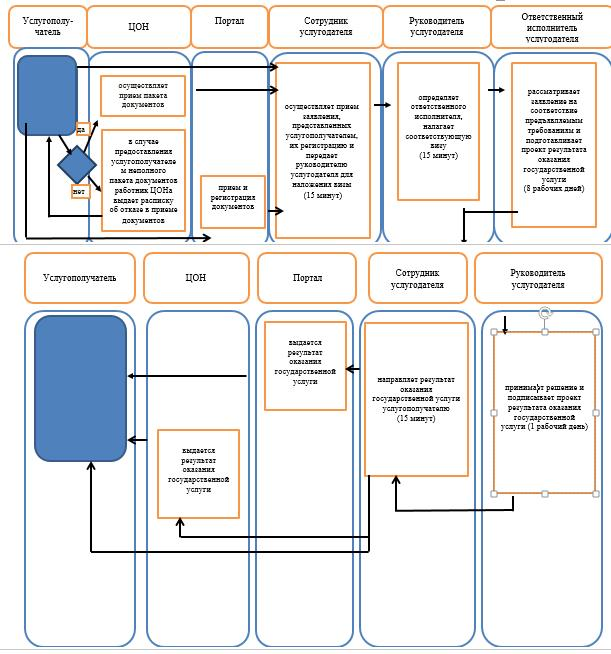 Услугополу-
чатель
ЦОН
Портал
Сотрудник
услугодателя
Руководитель
услугодателя
Ответственный
исполнитель
услугодателя
да
нет
осуществляет
прием пакета
документов
в случае
предоставления
услугополучателе
м неполного
пакета документов
работник ЦОНа
выдает расписку
об отказе в приеме
документов
прием и
регистрация
документов
осуществляет прием
заявления,
представленных
услугополучателем,
их регистрацию и
передает
руководителю
услугодателя для
наложения визы
(15 минут)
определяет
ответственного
исполнителя,
налагает
соответствующую
визу
(15 минут)
рассматривает
заявление на
соответствие
предъявляемым
требованиям и
подготавливает
проект результата
оказания
государственной
услуги
(8 рабочих дней)
Услугополучатель
ЦОН
Портал
Сотрудник
услугодателя
Руководитель
услугодателя
выдается
результат
оказания
государственной
услуги
выдается
результат
оказания
государственной
услуги
направляет результат
оказания
государственной услуги
услугополучателю
(15 минут)
принимает решение и
подписывает проект
результата оказания
государственной
услуги (1 рабочий день)